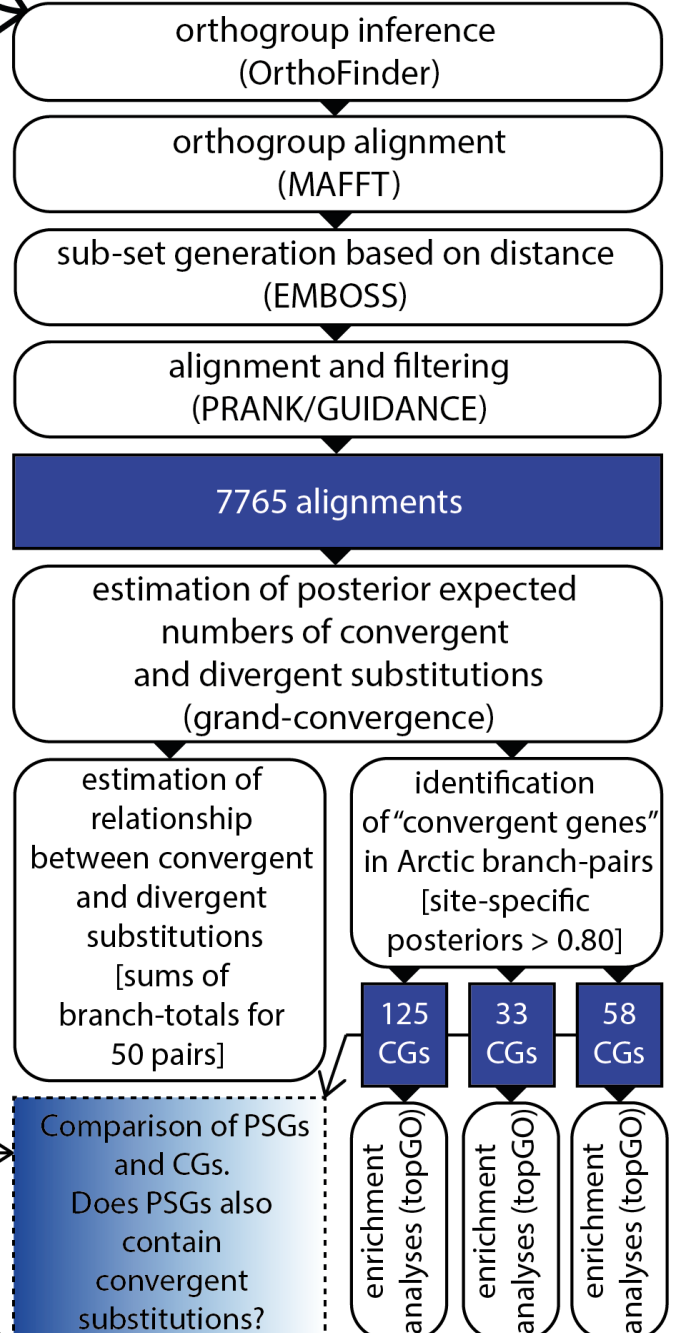 orthogroup inference
(OrthoFinder)
orthogroup alignment
(MAFFT)
sub-set generation based on distance
(EMBOSS)
alignment and filtering
(PRANK/GUIDANCE)
7765 alignments
estimation of posterior expected
numbers of convergent
and divergent substitutions
(grand-convergence)
estimation of
relationship
between convergent
and divergent
substitutions
[sums of
branch-totals for
50 pairs]
identification
of “convergent genes”
in Arctic branch-pairs
[site-specific
posteriors > 0.80]
125
CGs
33
CGs
58
CGs
Comparison of PSGs
and CGs.
Does PSGs also
contain
convergent
substitutions?
enrichment
analyses (topGO)
enrichment
analyses (topGO)
enrichment
analyses (topGO)